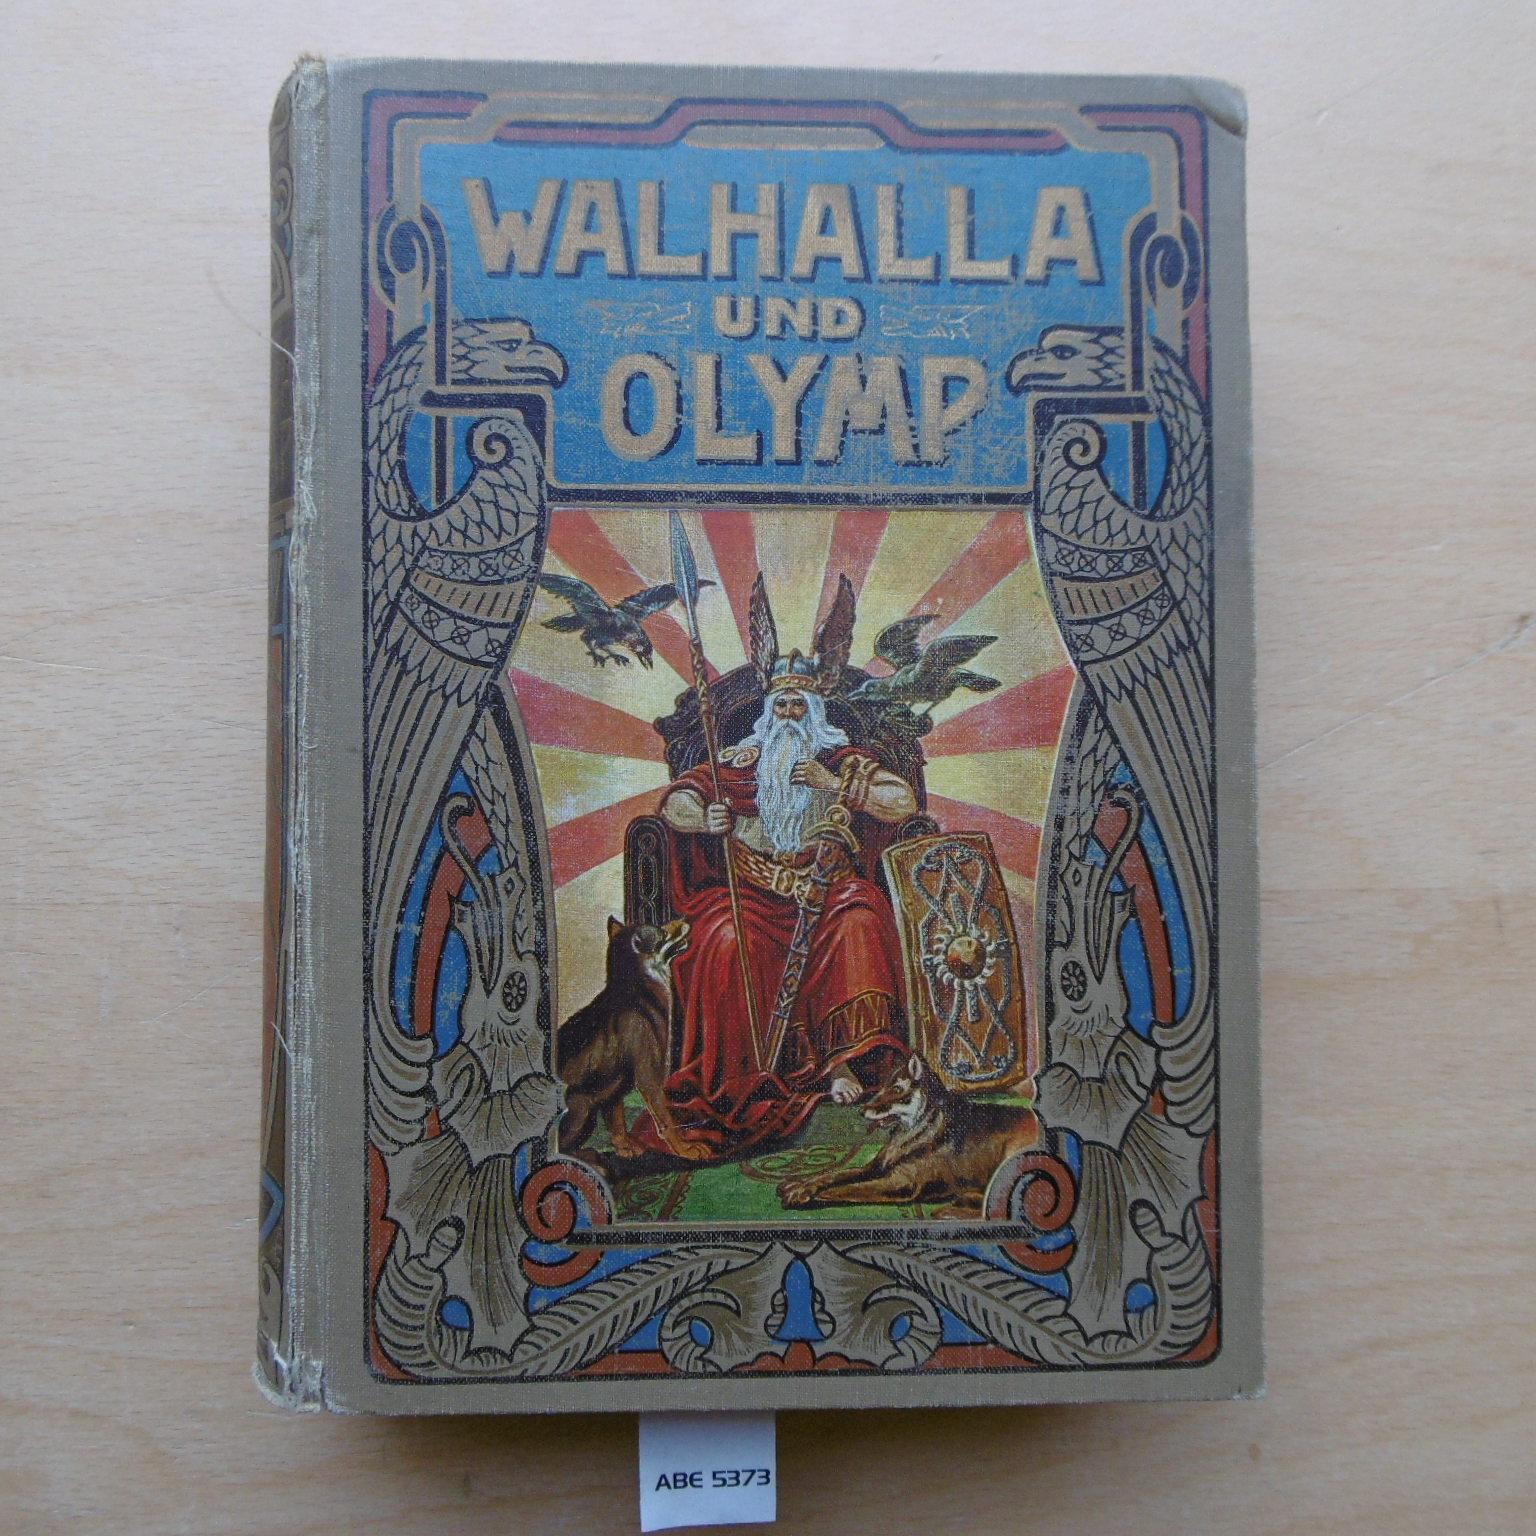 WALHALLA
UND
OLYMP
ABE 5373